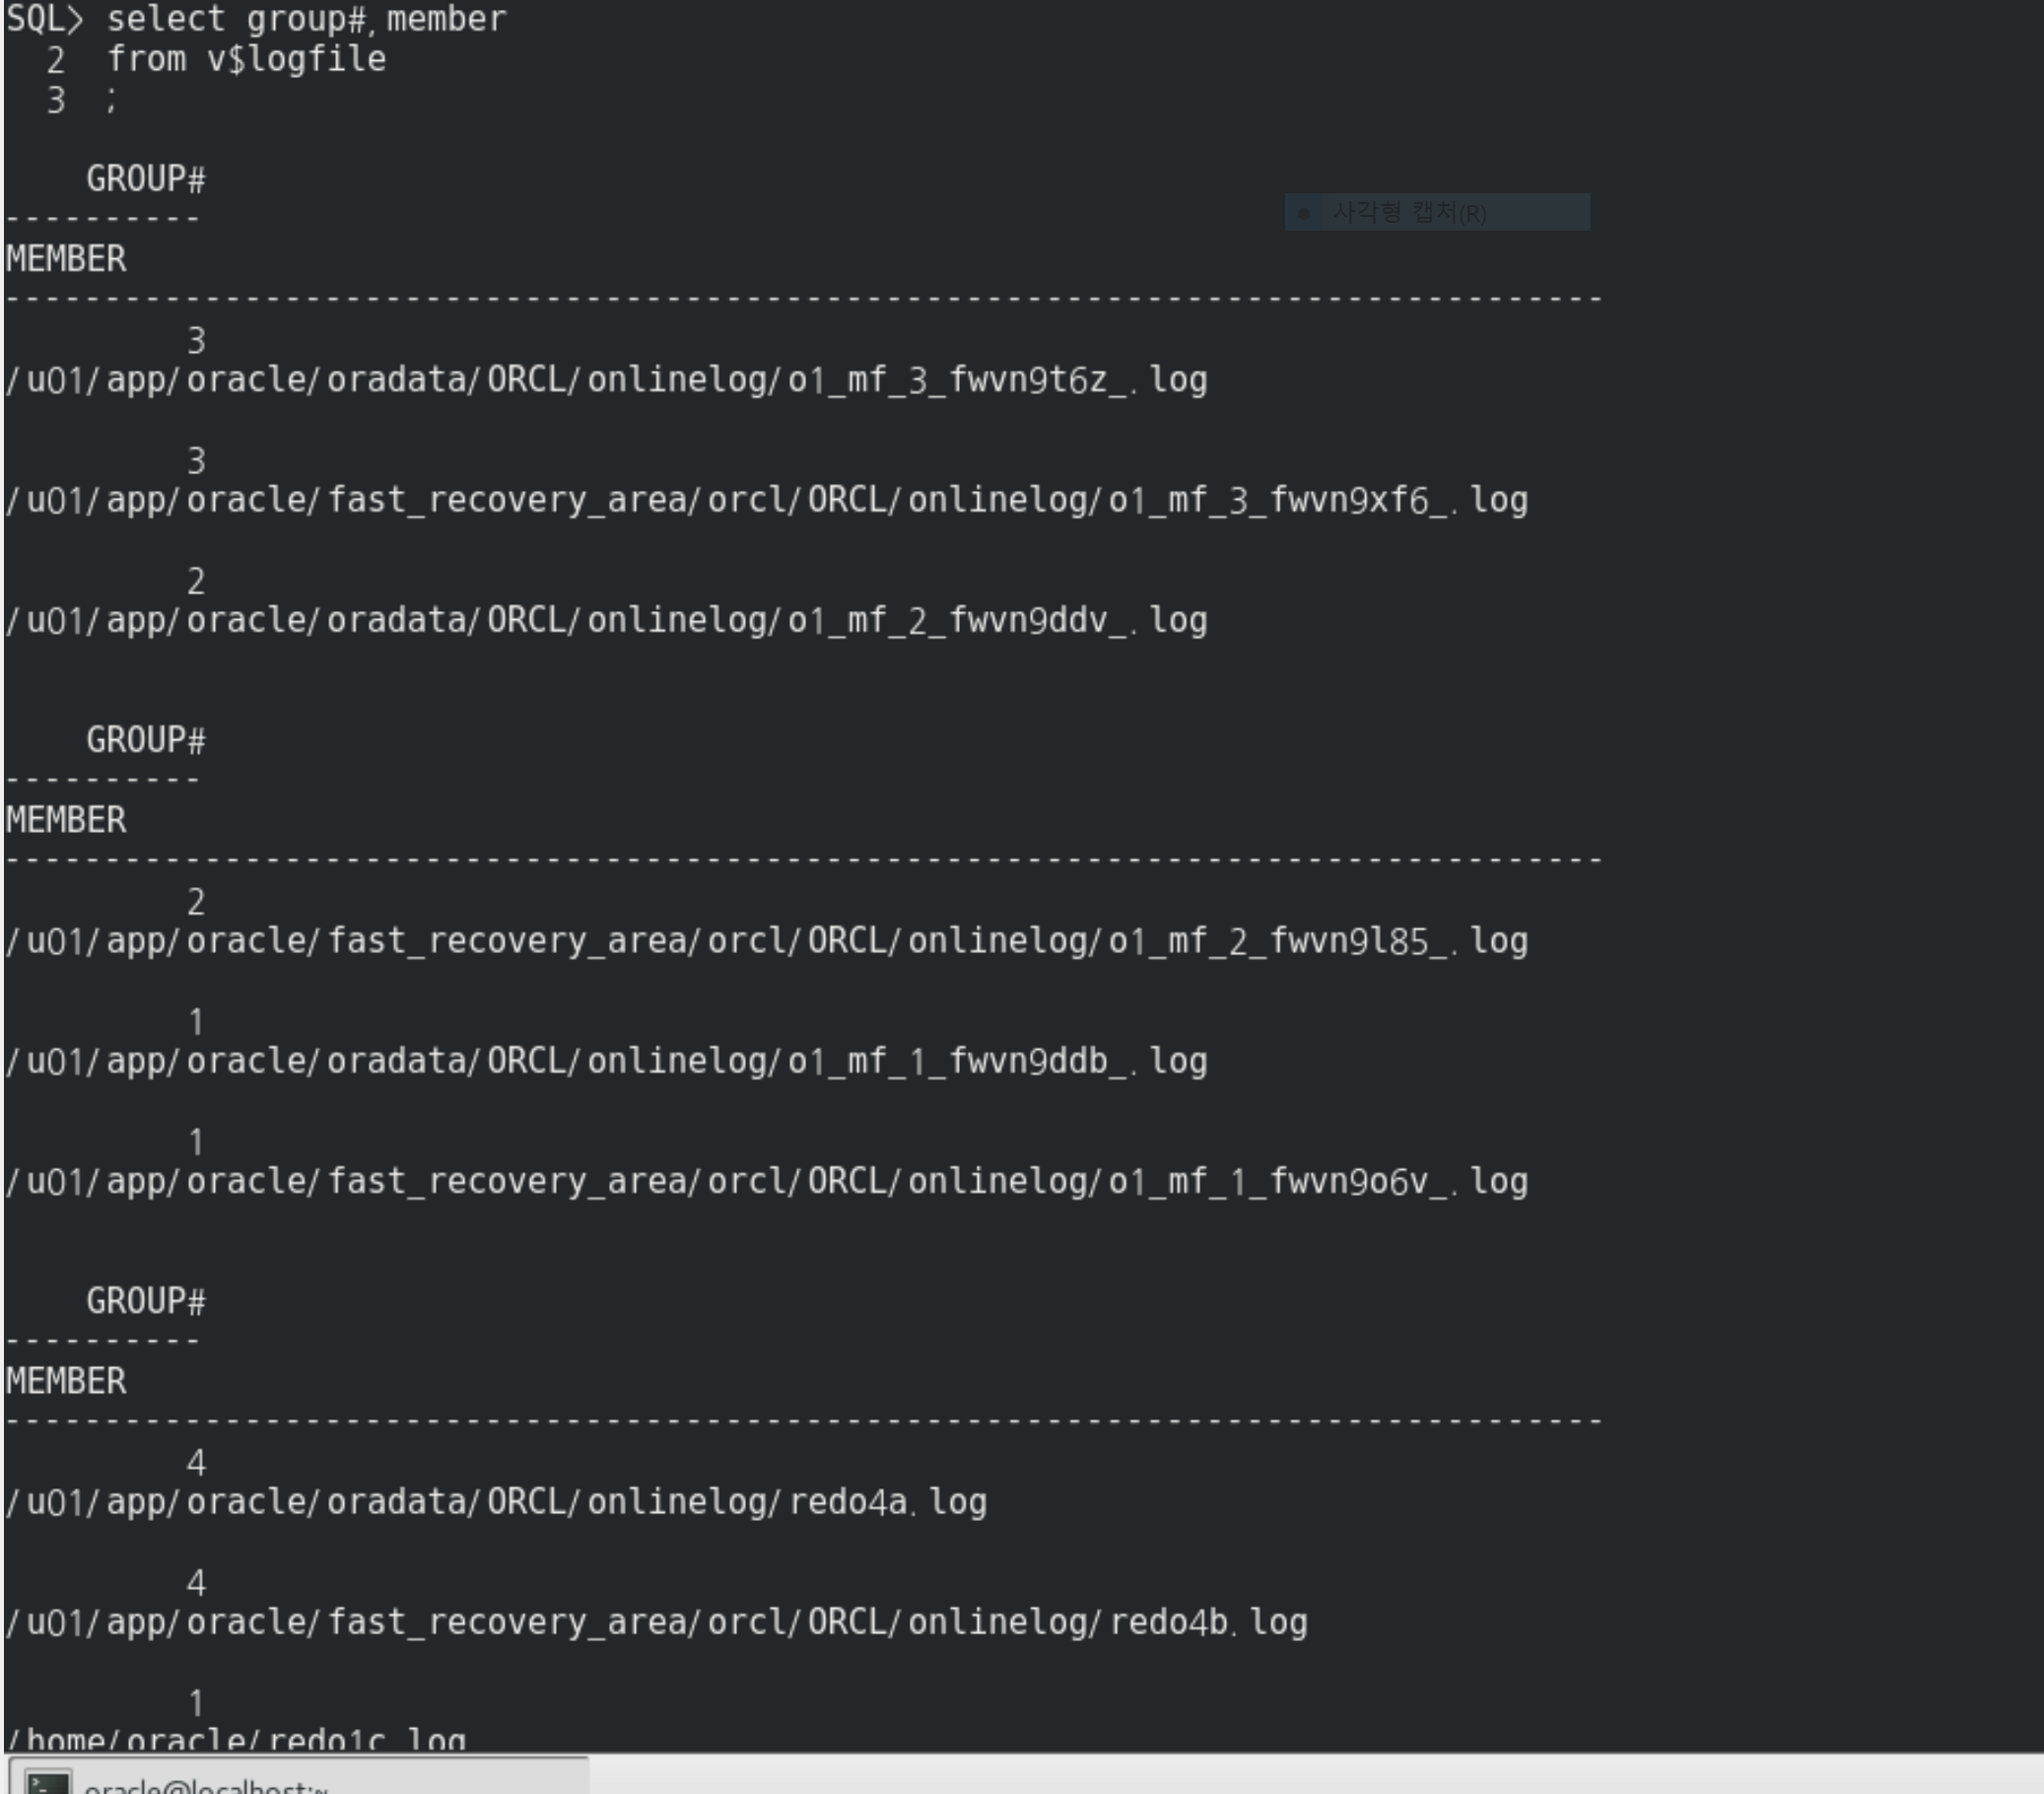 SQL> select group#,member
  2  from v$logfile
  3  ;

    GROUP#
----------
사각형 캡처(R)
MEMBER
--------------------------------------------------------------------------------
         3
/u01/app/oracle/oradata/ORCL/onlinelog/o1_mf_3_fwvn9t6z_.log

         3
/u01/app/oracle/fast_recovery_area/orcl/ORCL/onlinelog/o1_mf_3_fwvn9xf6_.log

         2
/u01/app/oracle/oradata/ORCL/onlinelog/o1_mf_2_fwvn9ddv_.log


    GROUP#
----------
MEMBER
--------------------------------------------------------------------------------
         2
/u01/app/oracle/fast_recovery_area/orcl/ORCL/onlinelog/o1_mf_2_fwvn9l85_.log

         1
/u01/app/oracle/oradata/ORCL/onlinelog/o1_mf_1_fwvn9ddb_.log

         1
/u01/app/oracle/fast_recovery_area/orcl/ORCL/onlinelog/o1_mf_1_fwvn9o6v_.log


    GROUP#
----------
MEMBER
--------------------------------------------------------------------------------
         4
/u01/app/oracle/oradata/ORCL/onlinelog/redo4a.log

         4
/u01/app/oracle/fast_recovery_area/orcl/ORCL/onlinelog/redo4b.log

         1
/home/oracle/redo1c.log
oracle@localhost:~